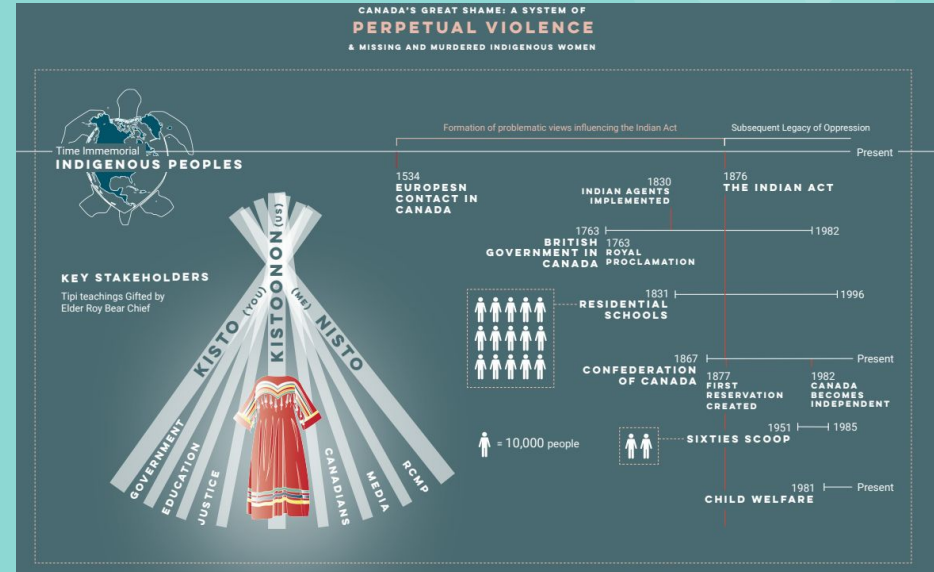 CANADA'S GREAT SHAME: A SYSTEM OF
PERPETUAL VIOLENCE
& MISSING AND MURDERED INDIGENOUS WOMEN
Time Immemorial
INDIGENOUS PEOPLES
Formation of problematic views influencing the Indian Act
Subsequent Legacy of Oppression
Present
1534
EUROPESN
CONTACT IN
CANADA
1830
INDIAN AGENTS
IMPLEMENTED
1876
THE INDIAN ACT
1763
1982
BRITISH
GOVERNMENT IN
CANADA
1763
ROYAL
PROCLAMATION
KEY STAKEHOLDERS
Tipi teachings Gifted by
Elder Roy Bear Chief
KISTO (YOU)
KISTOONON (US)
(ME) NISTO
GOVERNMENT
EDUCATION
JUSTICE
CANADIANS
MEDIA
RCMP
1831
1996
RESIDENTIAL
SCHOOLS
1867
Present
CONFEDERATION
OF CANADA
1877
FIRST
RESERVATION
CREATED
1982
CANADA
BECOMES
INDEPENDENT
= 10,000 people
1951
1985
SIXTIES SCOOP
1981
Present
CHILD WELFARE